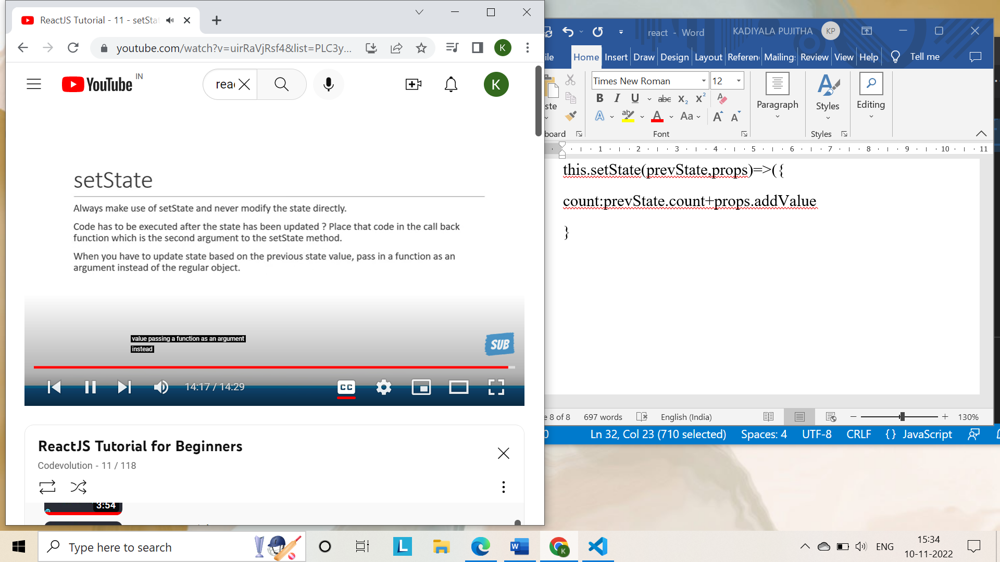 ReactJS Tutorial - 11 - setSta
youtube.com/watch?v=uirRaVjRsf4&list=PLC3y...
K
YouTube IN
rea
K
setState
Always make use of setState and never modify the state directly.
Code has to be executed after the state has been updated ? Place that code in the call back
function which is the second argument to the setState method.
When you have to update state based on the previous state value, pass in a function as an
argument instead of the regular object.
value passing a function as an argument
instead
SUB
14:17 / 14:29
CC
ReactJS Tutorial for Beginners
Codevolution - 11 / 118
3:54
react - Word
KADIYALA PUJITHA KP
ile Home Insert Draw Design Layout Referen Mailing: Review View Help Tell me
Times New Roman 12
ste
B I U abc X2 X2
A ab A Aa A A
Paragraph
Styles
Editing
board
Font
Styles
1 2 3 4 5 6 7 8 9 10 11
this.setState(prevState,props)=>({
count:prevState.count+props.addValue
}
e 8 of 8 697 words English (India) 130%
0 Ln 32, Col 23 (710 selected) Spaces: 4 UTF-8 CRLF {} JavaScript
Type here to search
L
W
K
ENG
15:34
10-11-2022